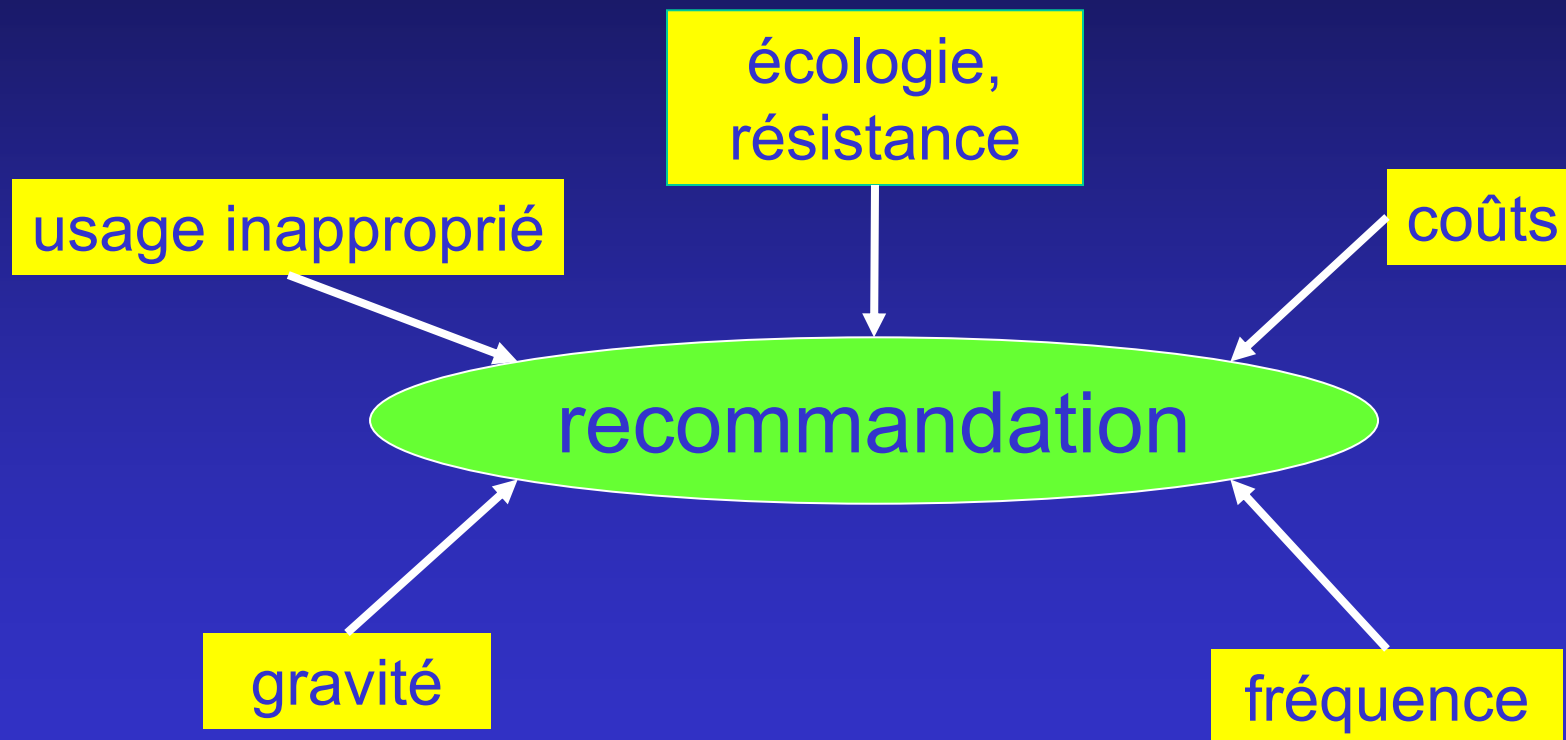 écologie,
résistance
usage inapproprié
coûts
recommandation
gravité
fréquence